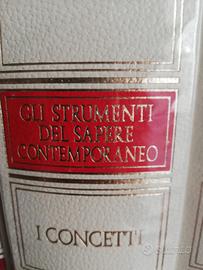 GLI STRUMENTI
DEL SAPERE
CONTEMPORANEO
I CONCETTI